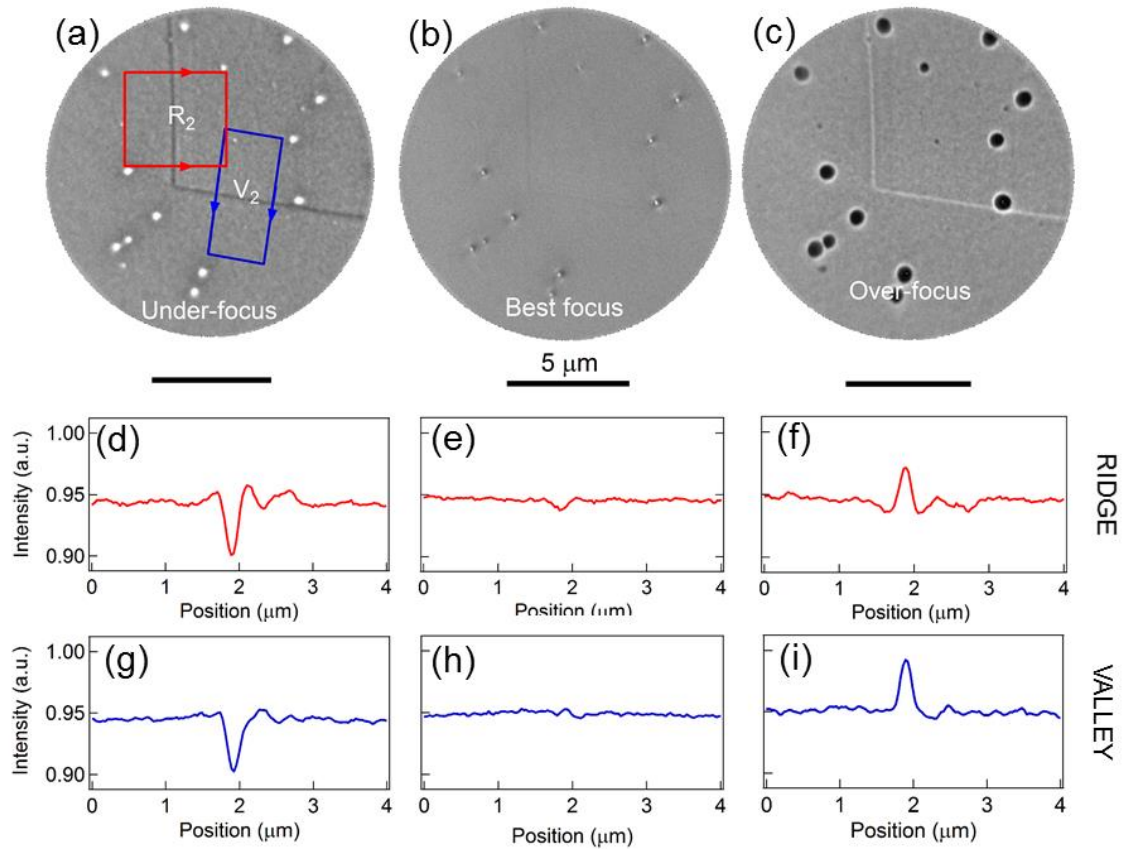 (a) (b) (c)
R2
V2
Under-focus Best focus Over-focus
5 μm
(d) (e) (f)
1.00
0.95
0.90
Intensity (a.u.)
RIDGE
0 1 2 3 4 0 1 2 3 4 0 1 2 3 4
Position (μm) Position (μm) Position (μm)
(g) (h) (i)
1.00
0.95
0.90
Intensity (a.u.)
VALLEY
0 1 2 3 4 0 1 2 3 4 0 1 2 3 4
Position (μm) Position (μm) Position (μm)